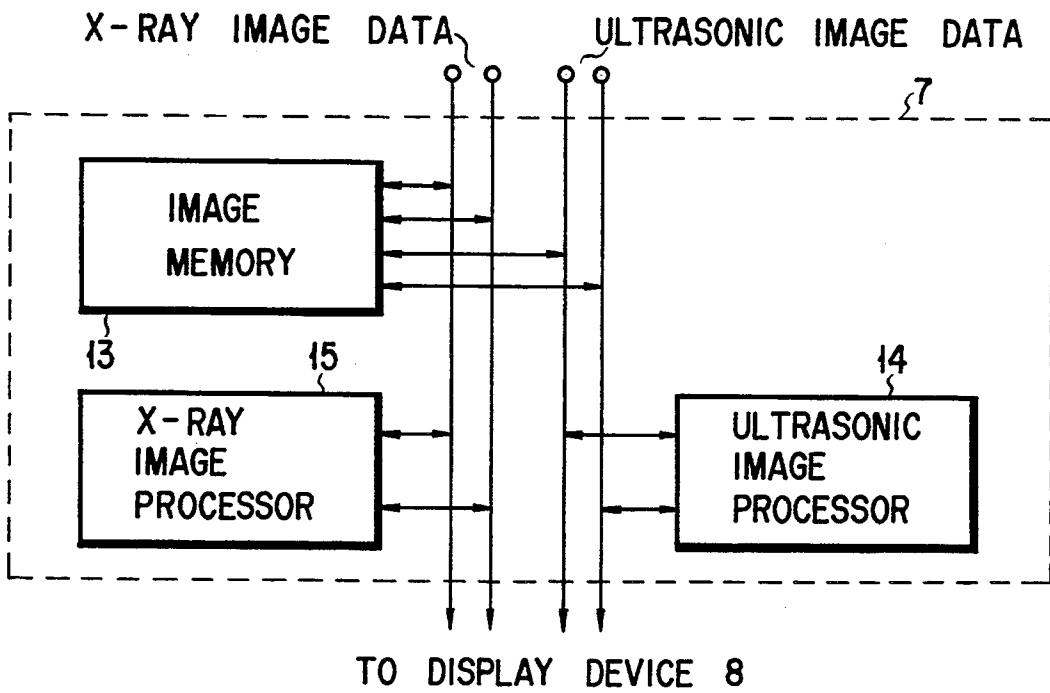 X-RAY IMAGE DATA
ULTRASONIC IMAGE DATA
7
IMAGE
MEMORY
13
15
14
X-RAY
IMAGE
PROCESSOR
ULTRASONIC
IMAGE
PROCESSOR
TO DISPLAY DEVICE 8